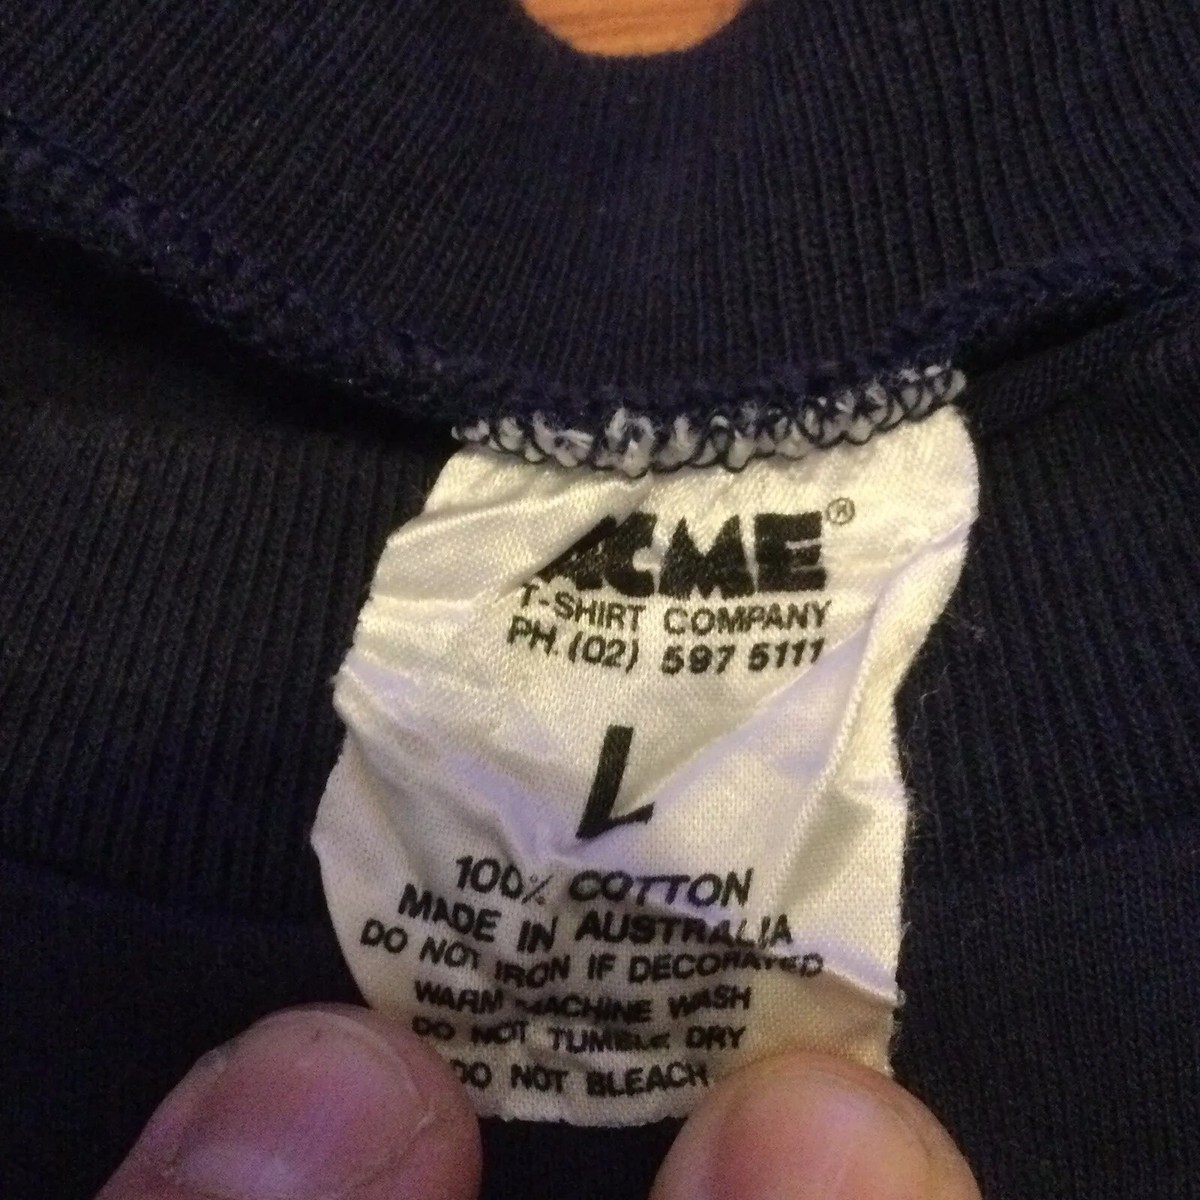 ACME®
T-SHIRT COMPANY
PH. (02) 597 5111
L
100% COTTON
MADE IN AUSTRALIA
DO NOT IRON IF DECORATED
WARM MACHINE WASH
DO NOT TUMBLE DRY
DO NOT BLEACH